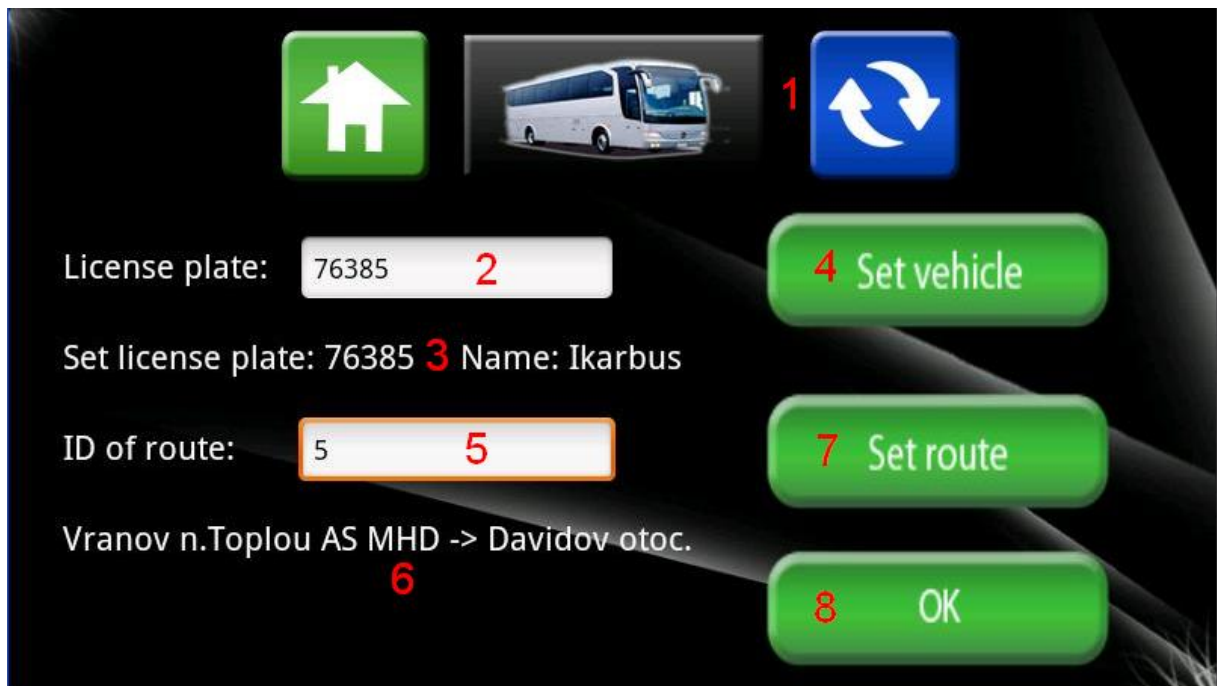 1
License plate: 76385 2
4 Set vehicle
Set license plate: 76385 3 Name: Ikarbus
ID of route: 5 5
7 Set route
Vranov n.Toplou AS MHD -> Davidov otoc.
6
8 OK